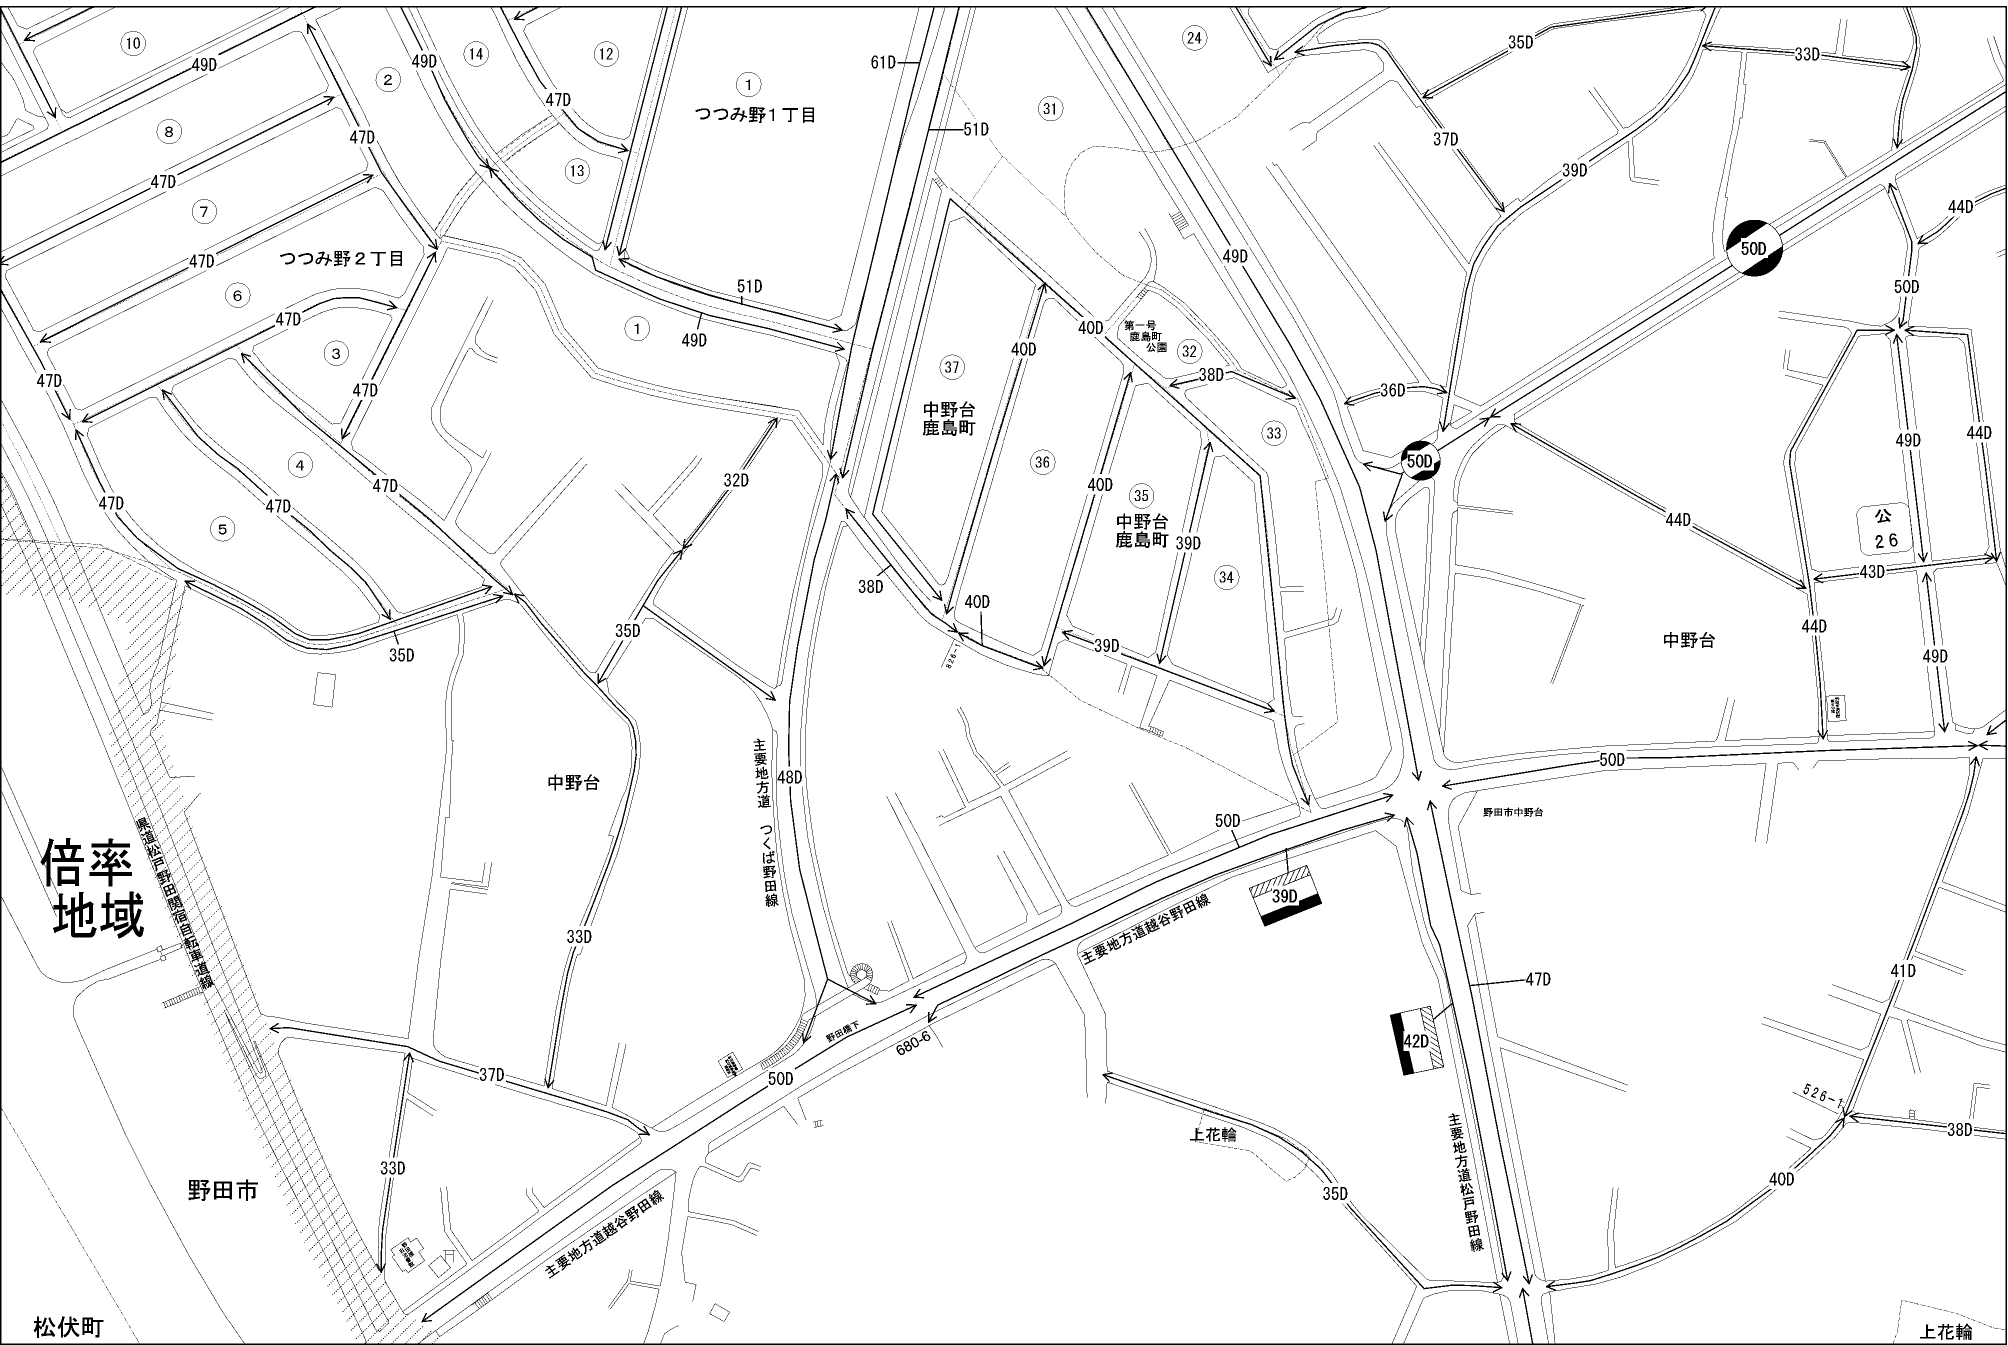 10
49D
8
47D
7
47D
つつみ野２丁目
6
47D
47D
2
49D
14
12
47D
13
1
つつみ野１丁目
61D
51D
24
31
35D
33D
37D
39D
44D
50D
50D
49D
51D
49D
1
3
47D
47D
47D
4
47D
47D
47D
5
35D
32D
35D
38D
40D
37
中野台
鹿島町
40D
40D
36
40D
第一号
鹿島町
公園
32
38D
33
35
中野台
鹿島町
39D
34
39D
826-1
36D
50D
44D
49D
44D
公
26
43D
44D
49D
中野台
50D
中野台
48D
主要地方道　つくば野田線
33D
県道松戸野田関宿自転車道線
倍率
地域
50D
野田市中野台
39D
主要地方道越谷野田線
680-6
野田橋下
50D
37D
33D
野田市
松伏町
主要地方道越谷野田線
47D
42D
主要地方道松戸野田線
41D
526-1
38D
40D
上花輪
35D
上花輪